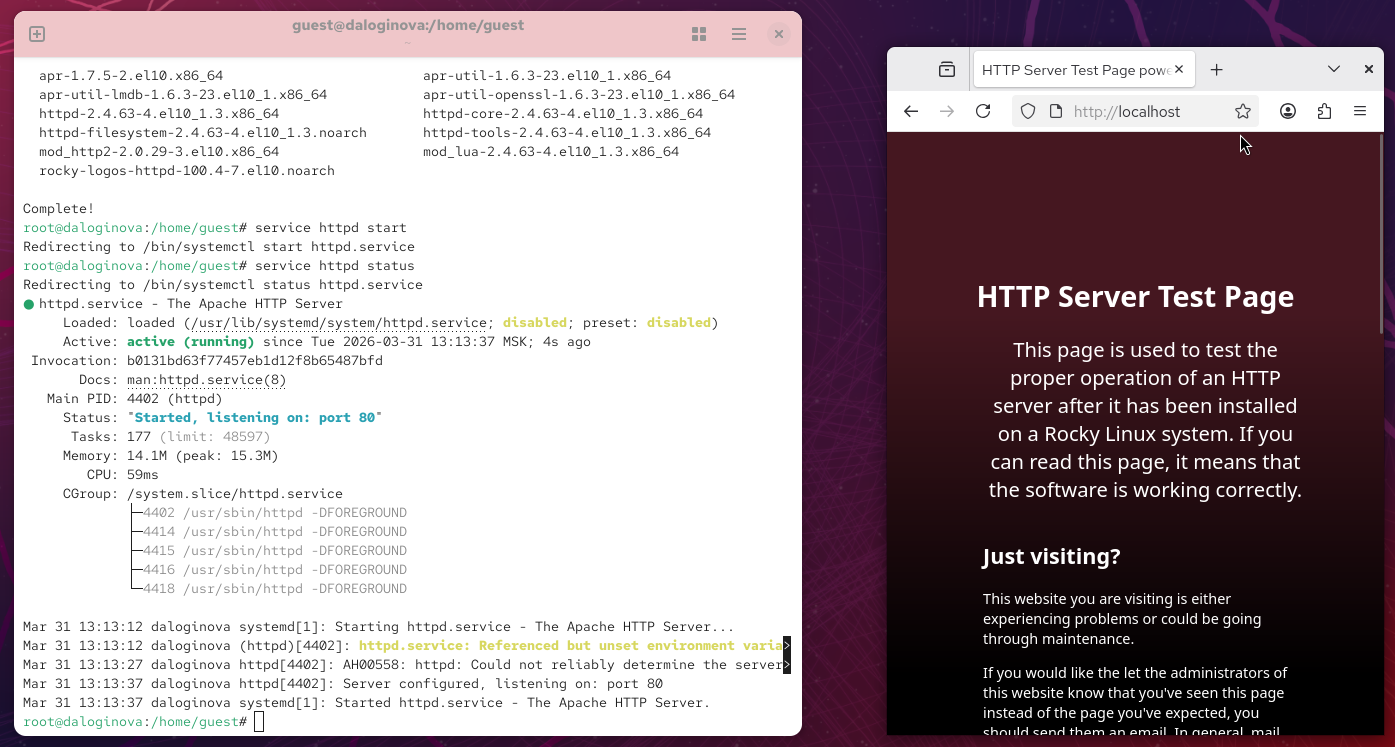 guest@daloginova:/home/guest
~
apr-1.7.5-2.el10.x86_64 apr-util-1.6.3-23.el10_1.x86_64
apr-util-lmdb-1.6.3-23.el10_1.x86_64 apr-util-openssl-1.6.3-23.el10_1.x86_64
httpd-2.4.63-4.el10_1.3.x86_64 httpd-core-2.4.63-4.el10_1.3.x86_64
httpd-filesystem-2.4.63-4.el10_1.3.noarch httpd-tools-2.4.63-4.el10_1.3.x86_64
mod_http2-2.0.29-3.el10.x86_64 mod_lua-2.4.63-4.el10_1.3.x86_64
rocky-logos-httpd-100.4-7.el10.noarch
Complete!
root@daloginova:/home/guest# service httpd start
Redirecting to /bin/systemctl start httpd.service
root@daloginova:/home/guest# service httpd status
Redirecting to /bin/systemctl status httpd.service
● httpd.service - The Apache HTTP Server
Loaded: loaded (/usr/lib/systemd/system/httpd.service; disabled; preset: disabled)
Active: active (running) since Tue 2026-03-31 13:13:37 MSK; 4s ago
Invocation: b0131bd63f77457eb1d12f8b65487bfd
Docs: man:httpd.service(8)
Main PID: 4402 (httpd)
Status: "Started, listening on: port 80"
Tasks: 177 (limit: 48597)
Memory: 14.1M (peak: 15.3M)
CPU: 59ms
CGroup: /system.slice/httpd.service
├─4402 /usr/sbin/httpd -DFOREGROUND
├─4414 /usr/sbin/httpd -DFOREGROUND
├─4415 /usr/sbin/httpd -DFOREGROUND
├─4416 /usr/sbin/httpd -DFOREGROUND
└─4418 /usr/sbin/httpd -DFOREGROUND
Mar 31 13:13:12 daloginova systemd[1]: Starting httpd.service - The Apache HTTP Server...
Mar 31 13:13:12 daloginova (httpd)[4402]: httpd.service: Referenced but unset environment varia>
Mar 31 13:13:27 daloginova httpd[4402]: AH00558: httpd: Could not reliably determine the server>
Mar 31 13:13:37 daloginova httpd[4402]: Server configured, listening on: port 80
Mar 31 13:13:37 daloginova systemd[1]: Started httpd.service - The Apache HTTP Server.
root@daloginova:/home/guest#
HTTP Server Test Page powe
http://localhost
HTTP Server Test Page
This page is used to test the
proper operation of an HTTP
server after it has been installed
on a Rocky Linux system. If you
can read this page, it means that
the software is working correctly.
Just visiting?
This website you are visiting is either
experiencing problems or could be going
through maintenance.
If you would like the let the administrators of
this website know that you've seen this page
instead of the page you've expected, you
should send them an email. In general, mail